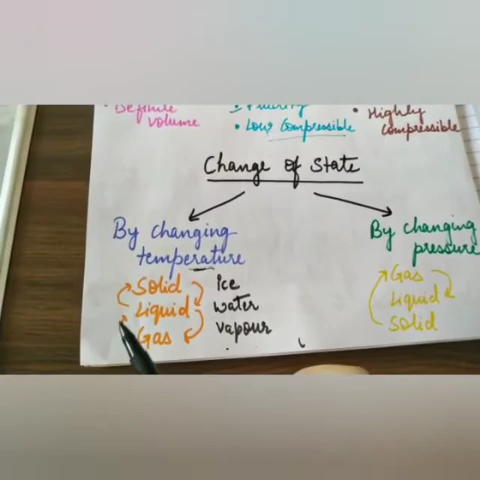 • Definite
volume
Fluidity
• Low compressible
• Highly
compressible
Change of State
By changing
temperature
Solid ice
Liquid water
Gas vapour
By changing
pressure
Gas
Liquid
Solid